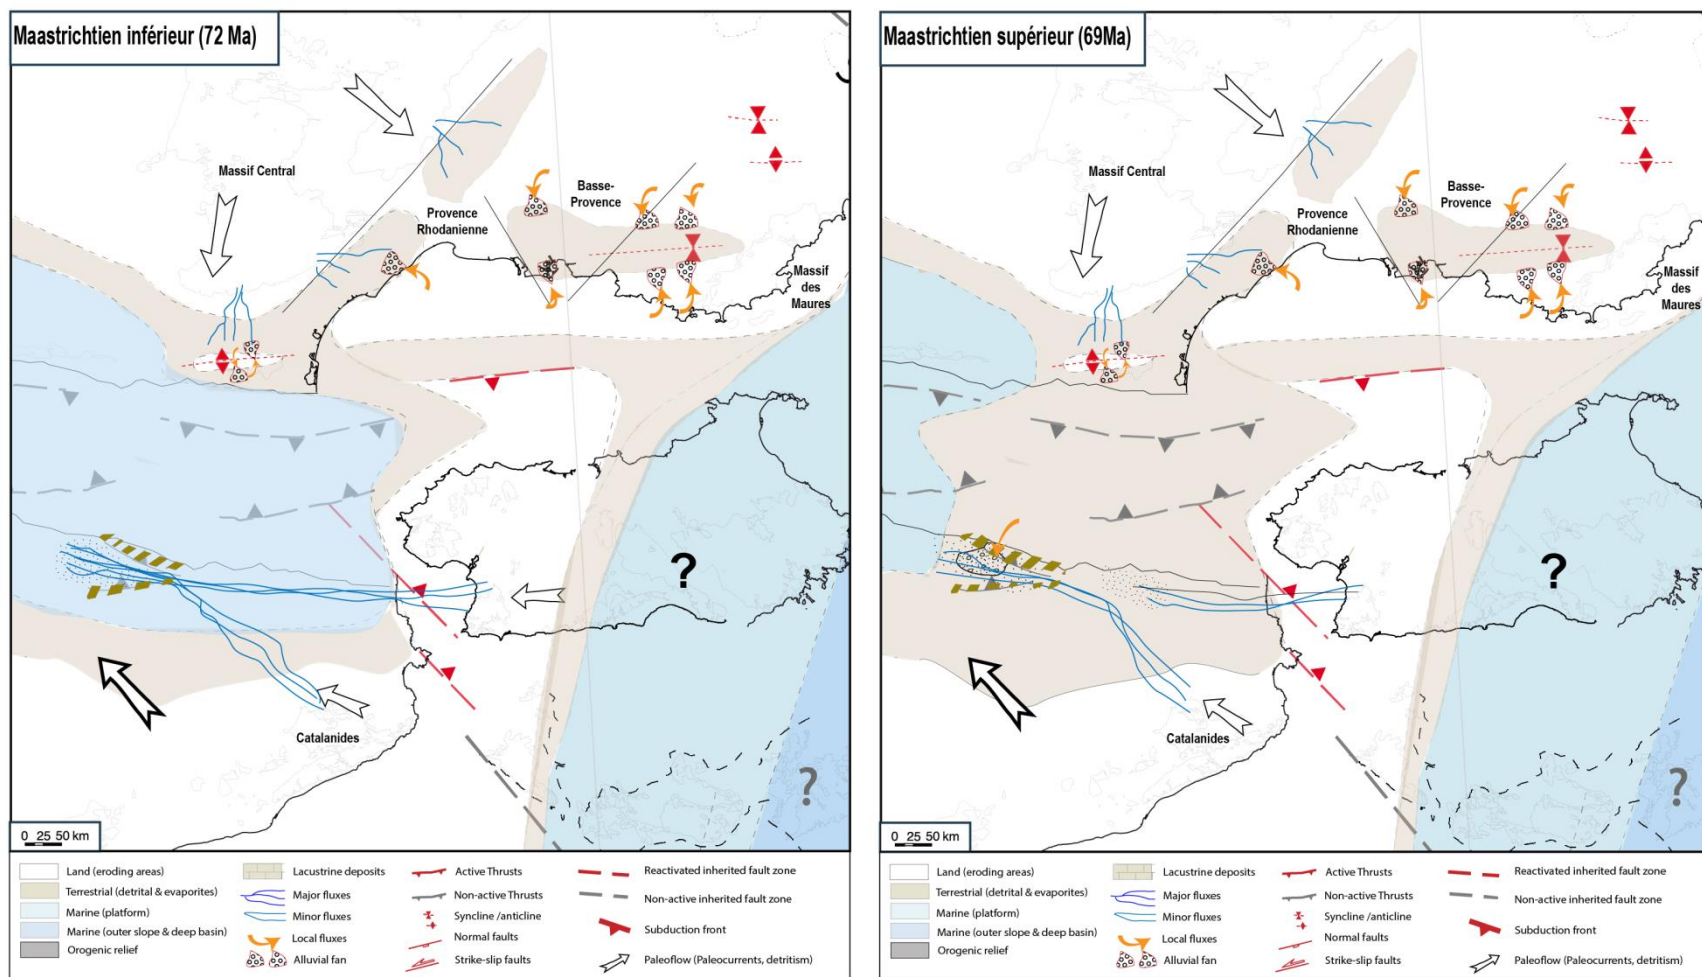 Maastrichtien inférieur (72 Ma)
Massif Central
Provence
Rhodanienne
Basse-
Provence
Massif
des
Maures
?
Catalanides
?
0 25 50 km
Land (eroding areas)
Terrestrial (detrital & evaporites)
Marine (platform)
Marine (outer slope & deep basin)
Orogenic relief
Lacustrine deposits
Major fluxes
Minor fluxes
Local fluxes
Alluvial fan
Active Thrusts
Non-active Thrusts
Syncline /anticline
Normal faults
Strike-slip faults
Reactivated inherited fault zone
Non-active inherited fault zone
Subduction front
Paleoflow (Paleocurrents, detritism)
Maastrichtien supérieur (69Ma)
Massif Central
Provence
Rhodanienne
Basse-
Provence
Massif
des
Maures
?
Catalanides
?
0 25 50 km
Land (eroding areas)
Terrestrial (detrital & evaporites)
Marine (platform)
Marine (outer slope & deep basin)
Orogenic relief
Lacustrine deposits
Major fluxes
Minor fluxes
Local fluxes
Alluvial fan
Active Thrusts
Non-active Thrusts
Syncline /anticline
Normal faults
Strike-slip faults
Reactivated inherited fault zone
Non-active inherited fault zone
Subduction front
Paleoflow (Paleocurrents, detritism)